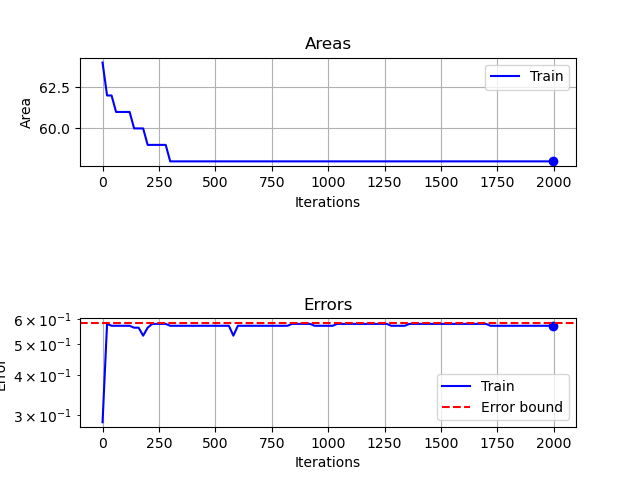 Areas
62.5
60.0
Area
Train
0 250 500 750 1000 1250 1500 1750 2000
Iterations
Errors
6 × 10⁻¹
5 × 10⁻¹
4 × 10⁻¹
3 × 10⁻¹
Error
Train
Error bound
0 250 500 750 1000 1250 1500 1750 2000
Iterations